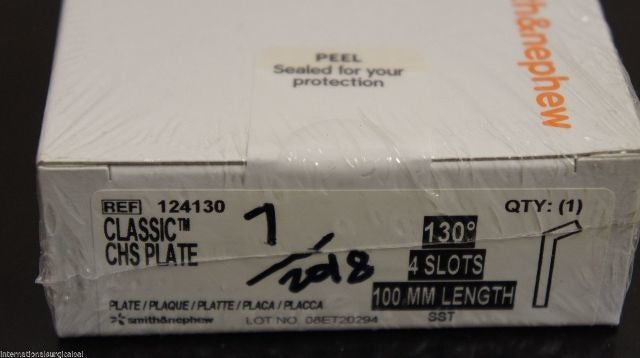 smith&nephew
PEEL
Sealed for your
protection
REF 124130
CLASSIC™
CHS PLATE
7/2018
130°
4 SLOTS
100 MM LENGTH
QTY: (1)
PLATE / PLAQUE / PLATTE / PLACA / PLACCA
smith&nephew LOT NO 08ET20294 SST
internationalsurgicalpal